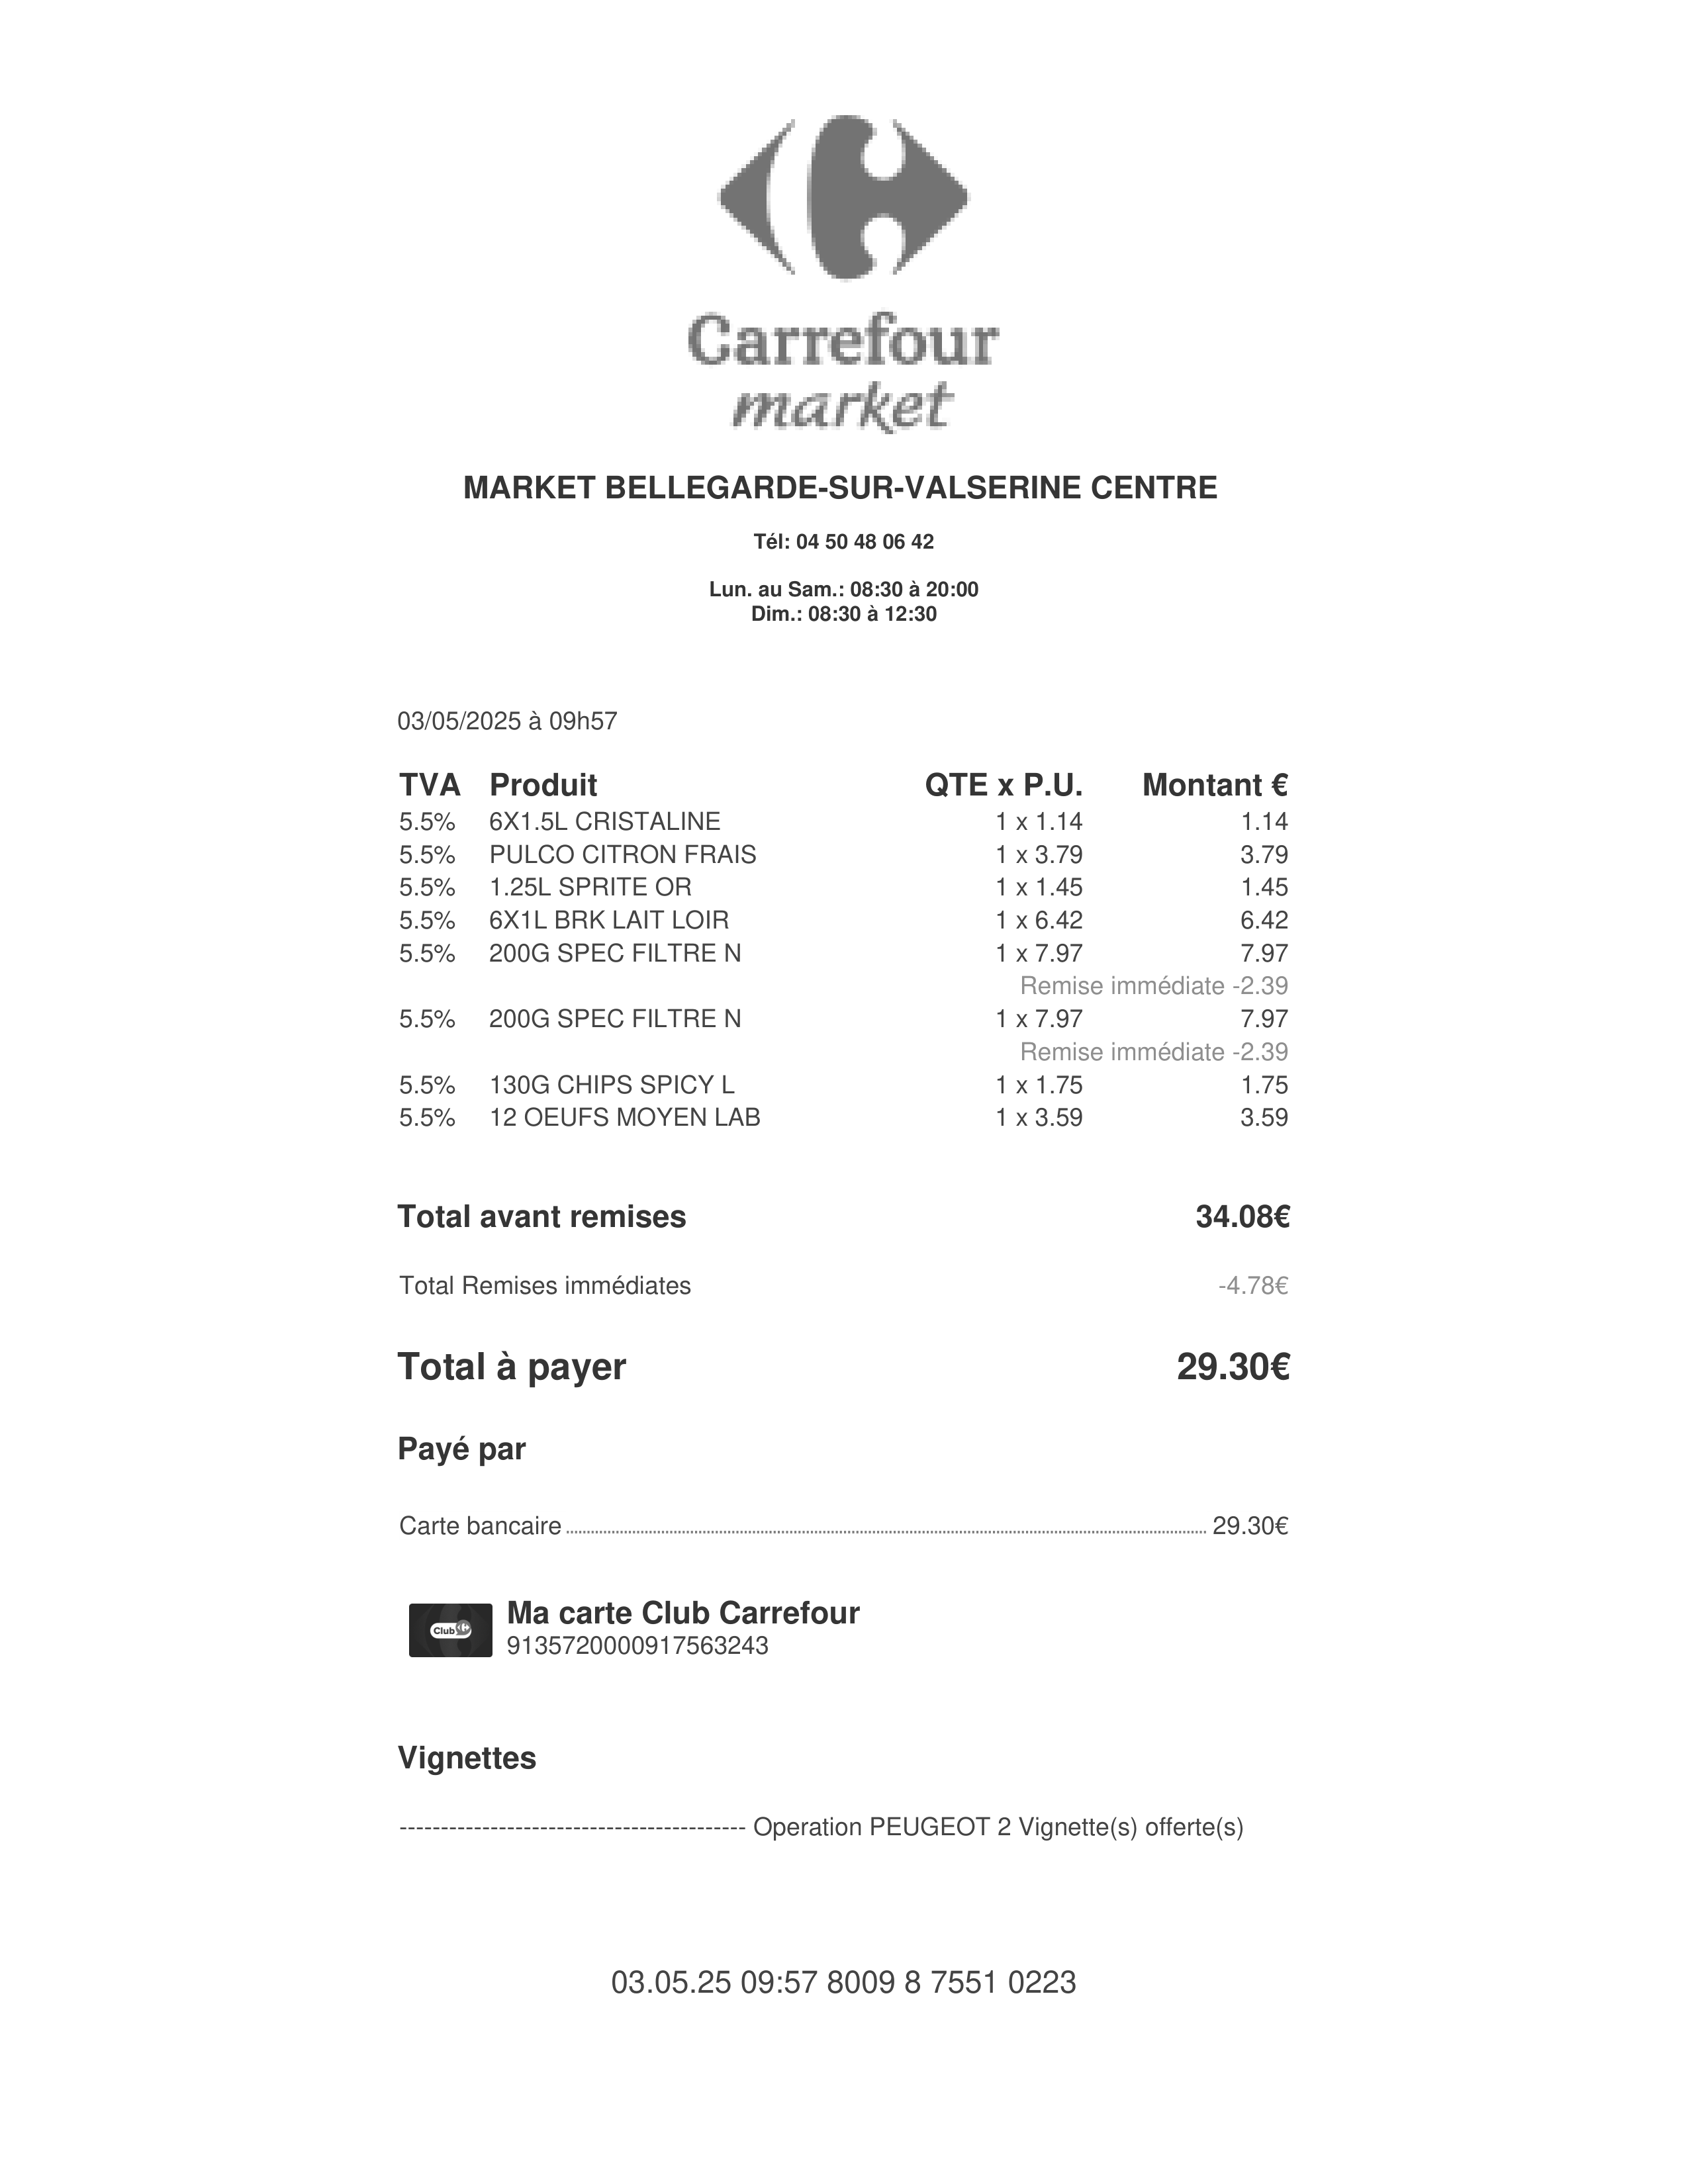 Carrefour
market
MARKET BELLEGARDE-SUR-VALSERINE CENTRE
Tél: 04 50 48 06 42
Lun. au Sam.: 08:30 à 20:00
Dim.: 08:30 à 12:30
03/05/2025 à 09h57
TVA Produit QTE x P.U. Montant €
5.5% 6X1.5L CRISTALINE 1 x 1.14 1.14
5.5% PULCO CITRON FRAIS 1 x 3.79 3.79
5.5% 1.25L SPRITE OR 1 x 1.45 1.45
5.5% 6X1L BRK LAIT LOIR 1 x 6.42 6.42
5.5% 200G SPEC FILTRE N 1 x 7.97 7.97
Remise immédiate -2.39
5.5% 200G SPEC FILTRE N 1 x 7.97 7.97
Remise immédiate -2.39
5.5% 130G CHIPS SPICY L 1 x 1.75 1.75
5.5% 12 OEUFS MOYEN LAB 1 x 3.59 3.59
Total avant remises 34.08€
Total Remises immédiates -4.78€
Total à payer 29.30€
Payé par
Carte bancaire 29.30€
Club
Ma carte Club Carrefour
9135720000917563243
Vignettes
------------------------------------------ Operation PEUGEOT 2 Vignette(s) offerte(s)
03.05.25 09:57 8009 8 7551 0223